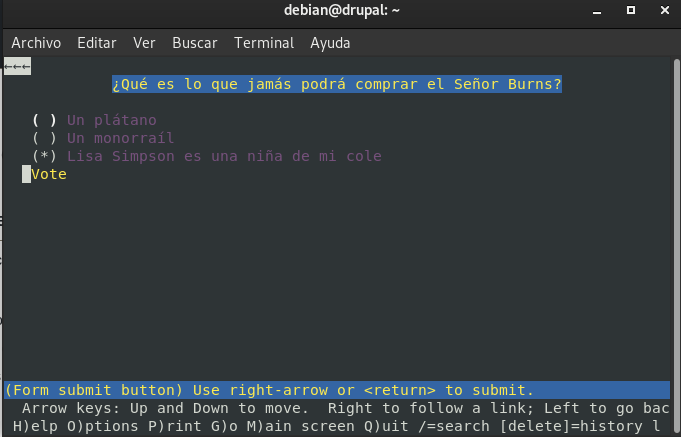 debian@drupal: ~
Archivo Editar Ver Buscar Terminal Ayuda
←←←
¿Qué es lo que jamás podrá comprar el Señor Burns?
( ) Un plátano
( ) Un monorraíl
(*) Lisa Simpson es una niña de mi cole
Vote
(Form submit button) Use right-arrow or <return> to submit.
Arrow keys: Up and Down to move. Right to follow a link; Left to go bac
H)elp O)ptions P)rint G)o M)ain screen Q)uit /=search [delete]=history l